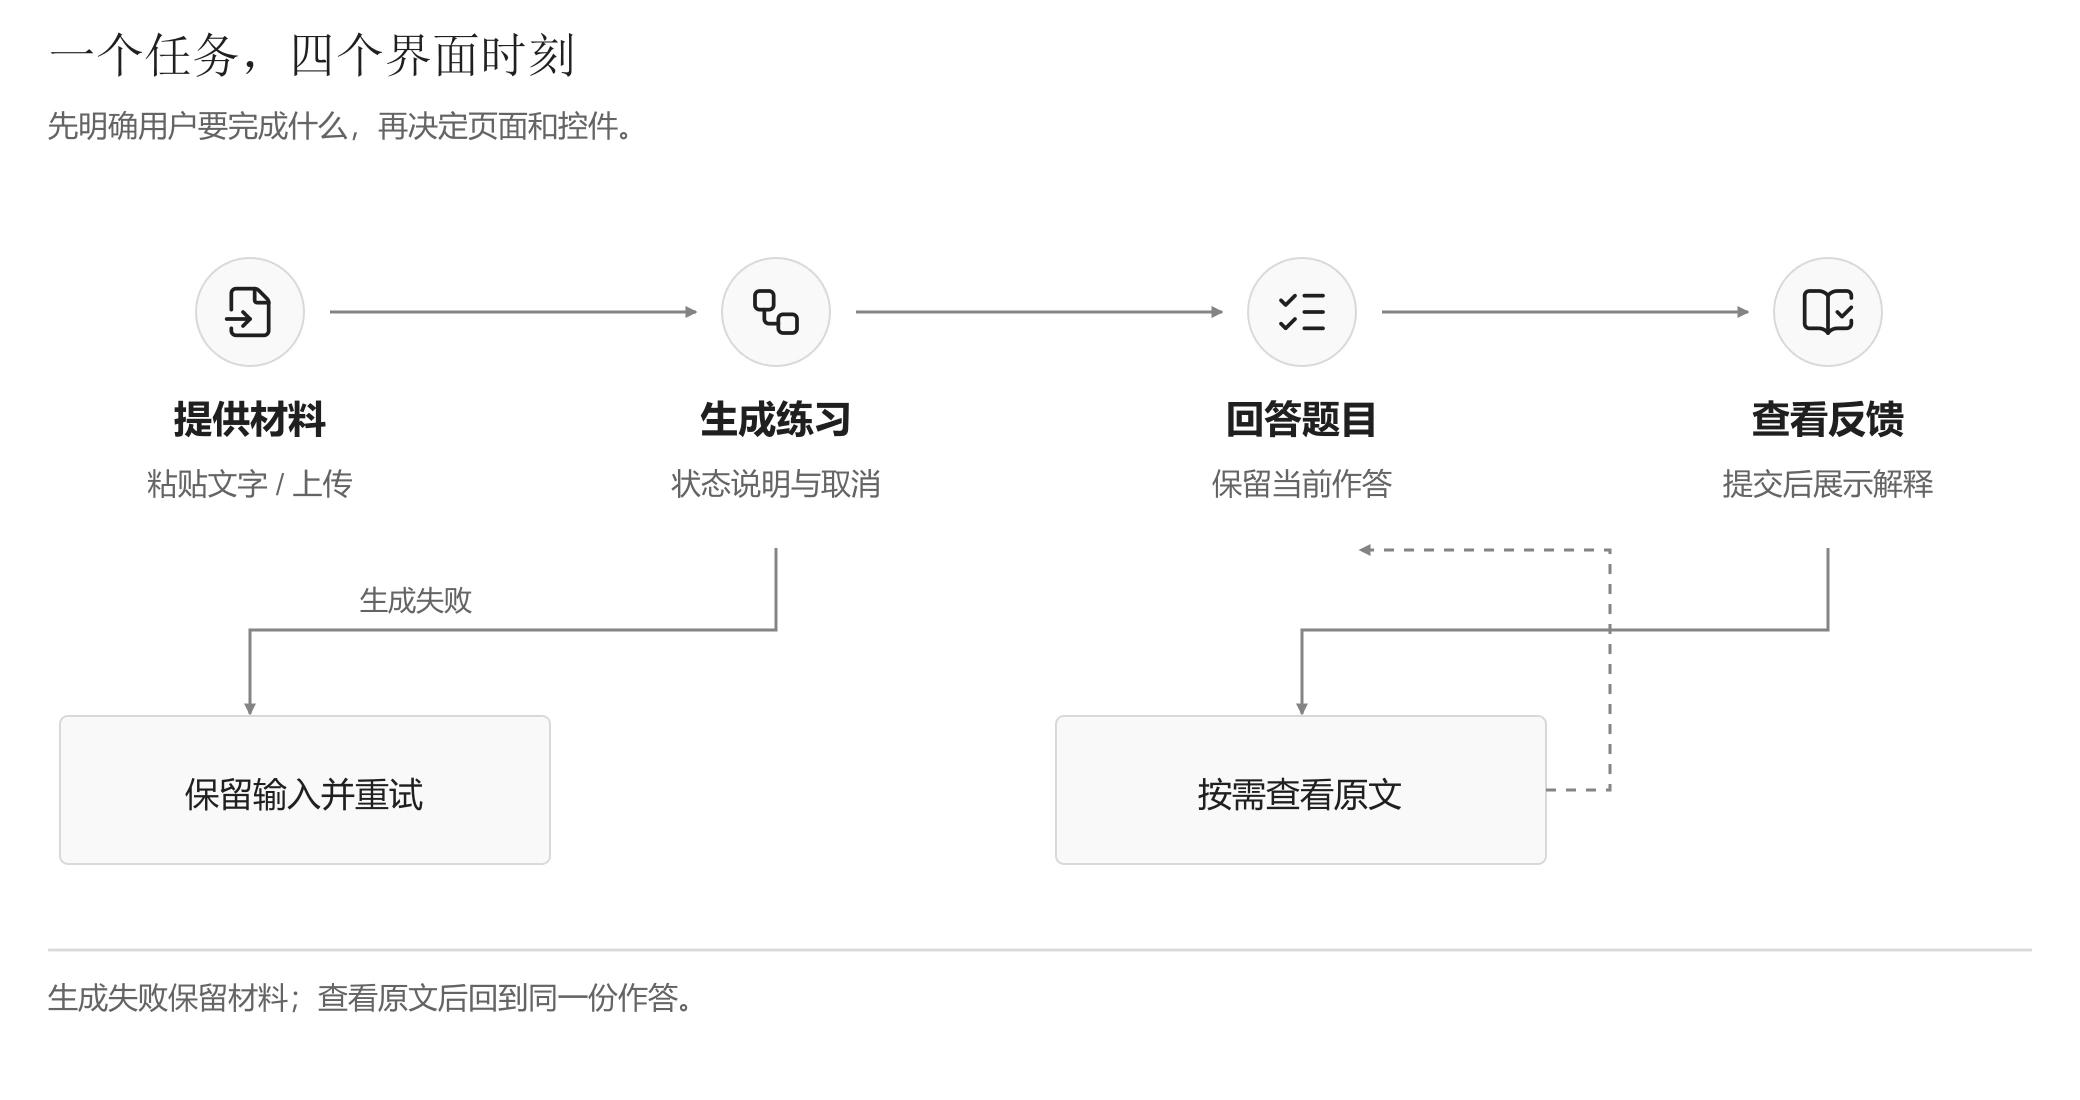 一个任务，四个界面时刻
先明确用户要完成什么，再决定页面和控件。
提供材料
生成练习
回答题目
查看反馈
粘贴文字 / 上传
状态说明与取消
保留当前作答
提交后展示解释
生成失败
保留输入并重试
按需查看原文
生成失败保留材料；查看原文后回到同一份作答。